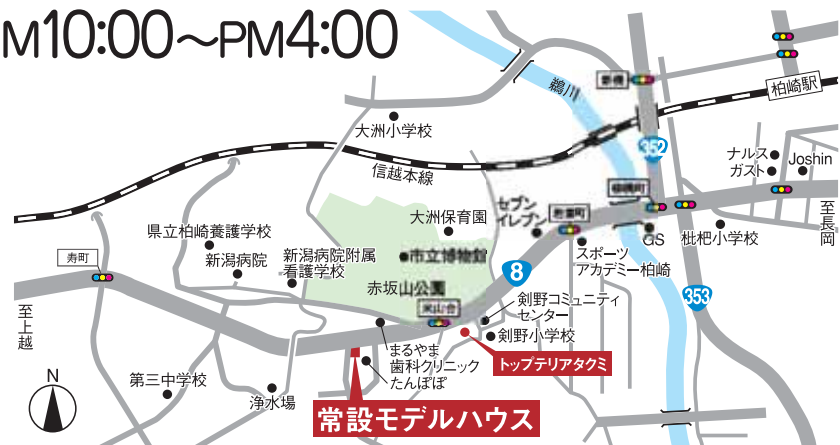 M10:00～PM4:00
柏崎駅
鵜川
新橋
大洲小学校
352
信越本線
ナルス
ガスト
Joshin
至長岡
セブン
イレブン
大洲保育園
県立柏崎養護学校
新潟病院
新潟病院附属
看護学校
市立博物館
GS
枇杷小学校
スポーツ
アカデミー柏崎
寿町
8
赤坂山公園
米山台
353
剣野コミュニティ
センター
剣野小学校
至上越
まるやま
歯科クリニック
たんぽぽ
トップテリアタクミ
N
第三中学校
浄水場
常設モデルハウス